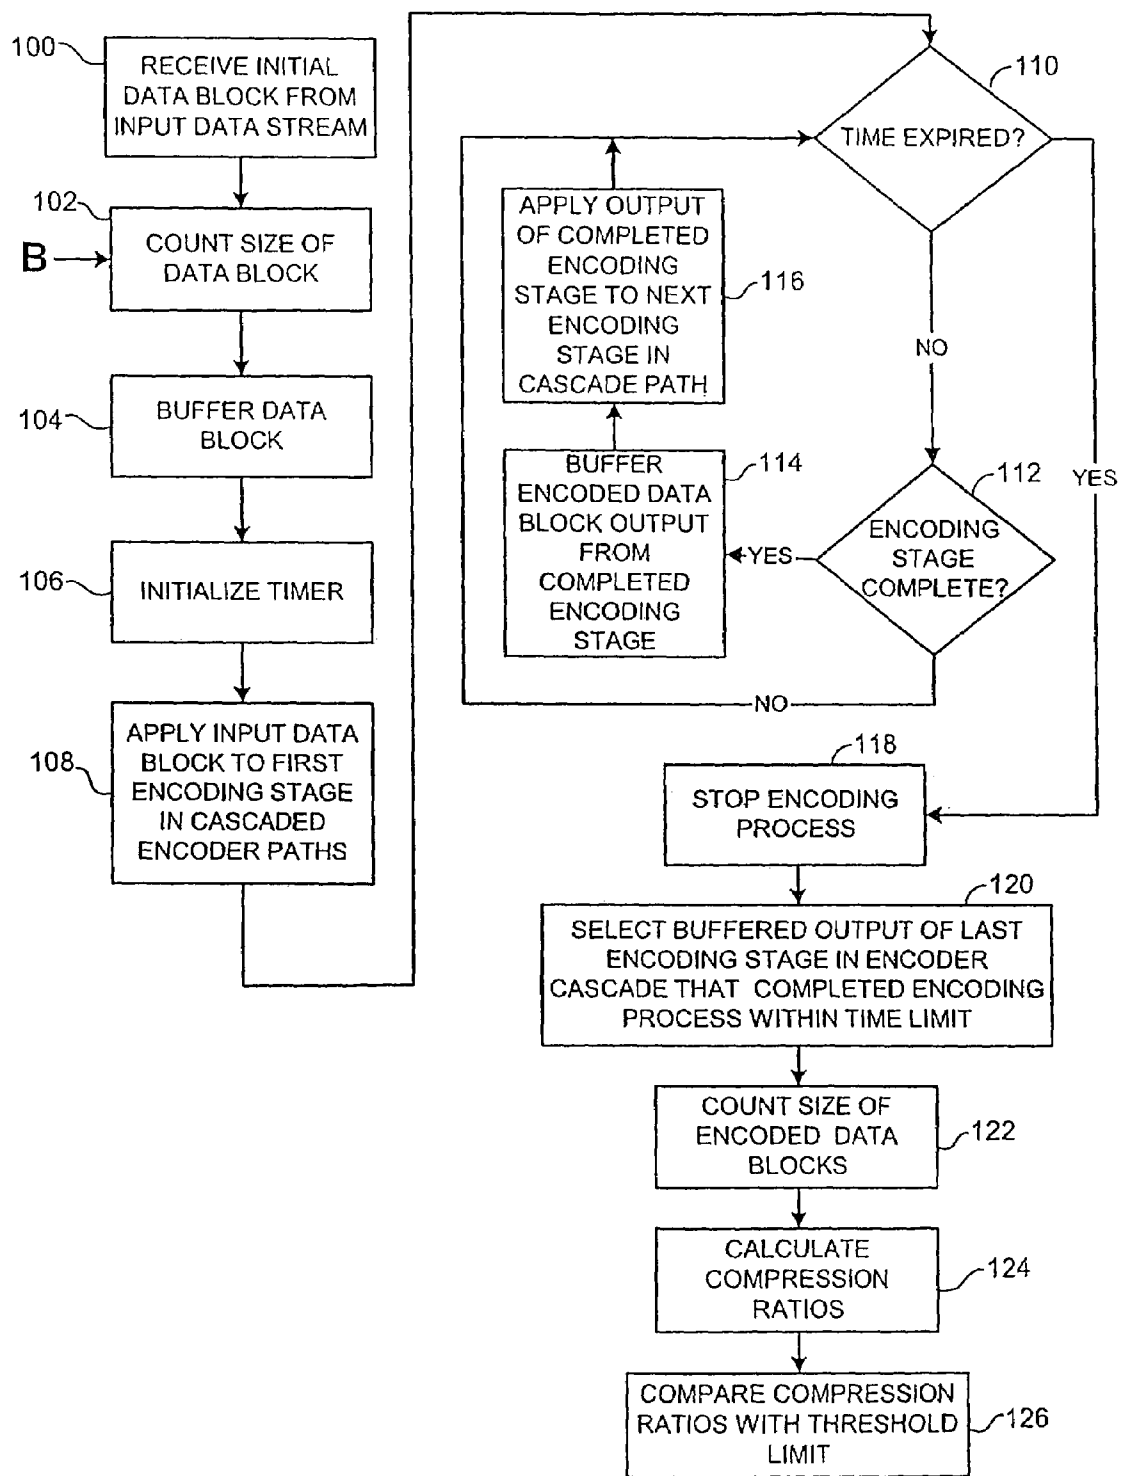 100
RECEIVE INITIAL
DATA BLOCK FROM
INPUT DATA STREAM
102
B
COUNT SIZE OF
DATA BLOCK
104
BUFFER DATA
BLOCK
106
INITIALIZE TIMER
108
APPLY INPUT DATA
BLOCK TO FIRST
ENCODING STAGE
IN CASCADED
ENCODER PATHS
110
TIME EXPIRED?
NO
YES
112
ENCODING
STAGE
COMPLETE?
YES
NO
114
BUFFER
ENCODED DATA
BLOCK OUTPUT
FROM
COMPLETED
ENCODING
STAGE
116
APPLY OUTPUT
OF COMPLETED
ENCODING
STAGE TO NEXT
ENCODING
STAGE IN
CASCADE PATH
118
STOP ENCODING
PROCESS
120
SELECT BUFFERED OUTPUT OF LAST
ENCODING STAGE IN ENCODER
CASCADE THAT COMPLETED ENCODING
PROCESS WITHIN TIME LIMIT
122
COUNT SIZE OF
ENCODED DATA
BLOCKS
124
CALCULATE
COMPRESSION
RATIOS
126
COMPARE COMPRESSION
RATIOS WITH THRESHOLD
LIMIT